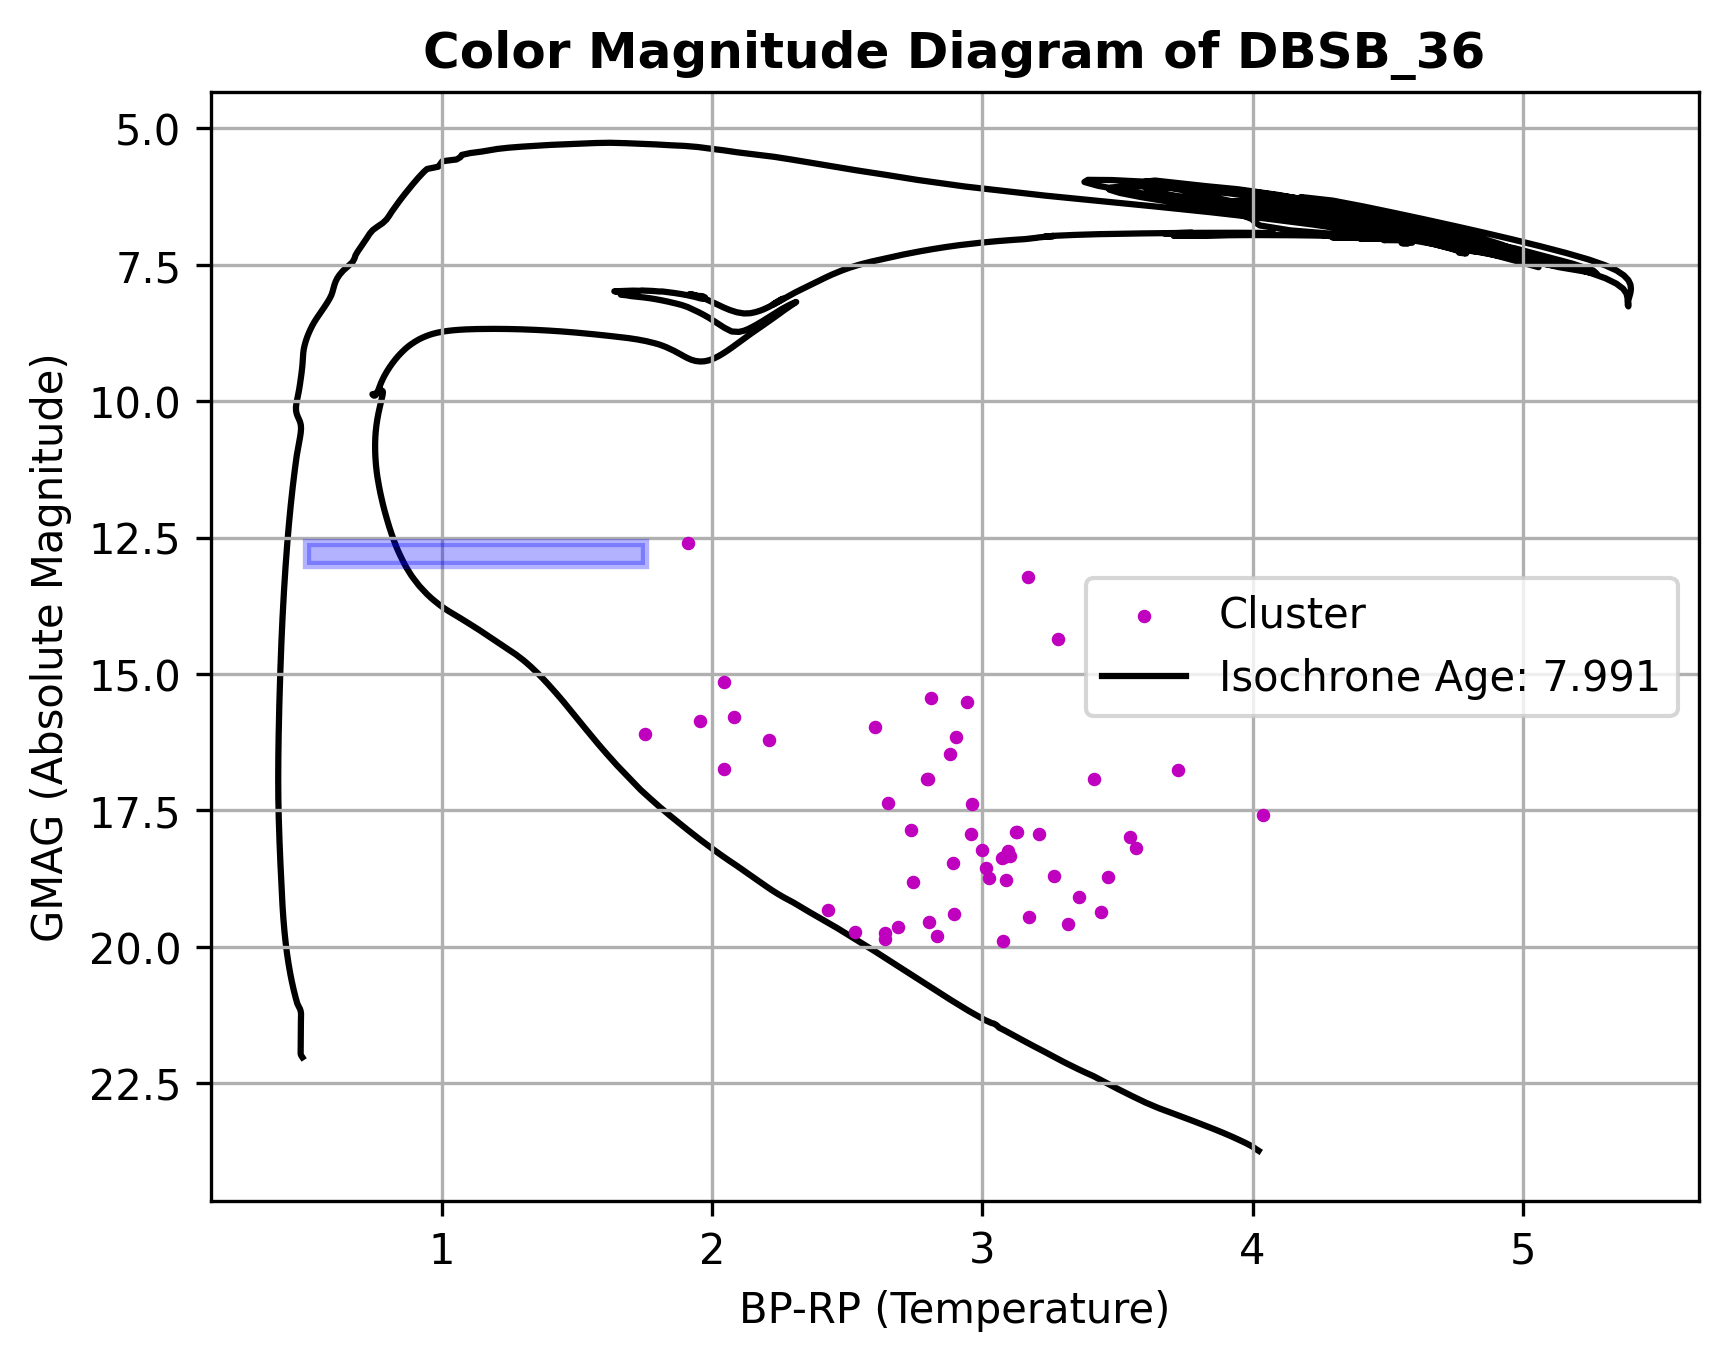 Color Magnitude Diagram of DBSB_36
GMAG (Absolute Magnitude)
5.0
7.5
10.0
12.5
15.0
17.5
20.0
22.5
Cluster
Isochrone Age: 7.991
1 2 3 4 5
BP-RP (Temperature)